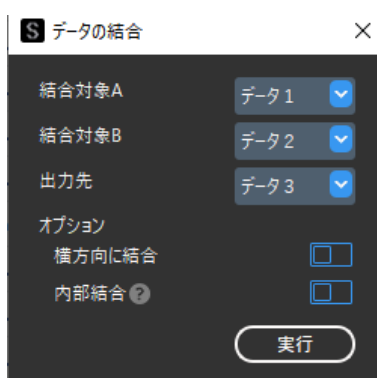 S データの結合
結合対象A データ1
結合対象B データ2
出力先 データ3
オプション
横方向に結合
内部結合 ?
実行